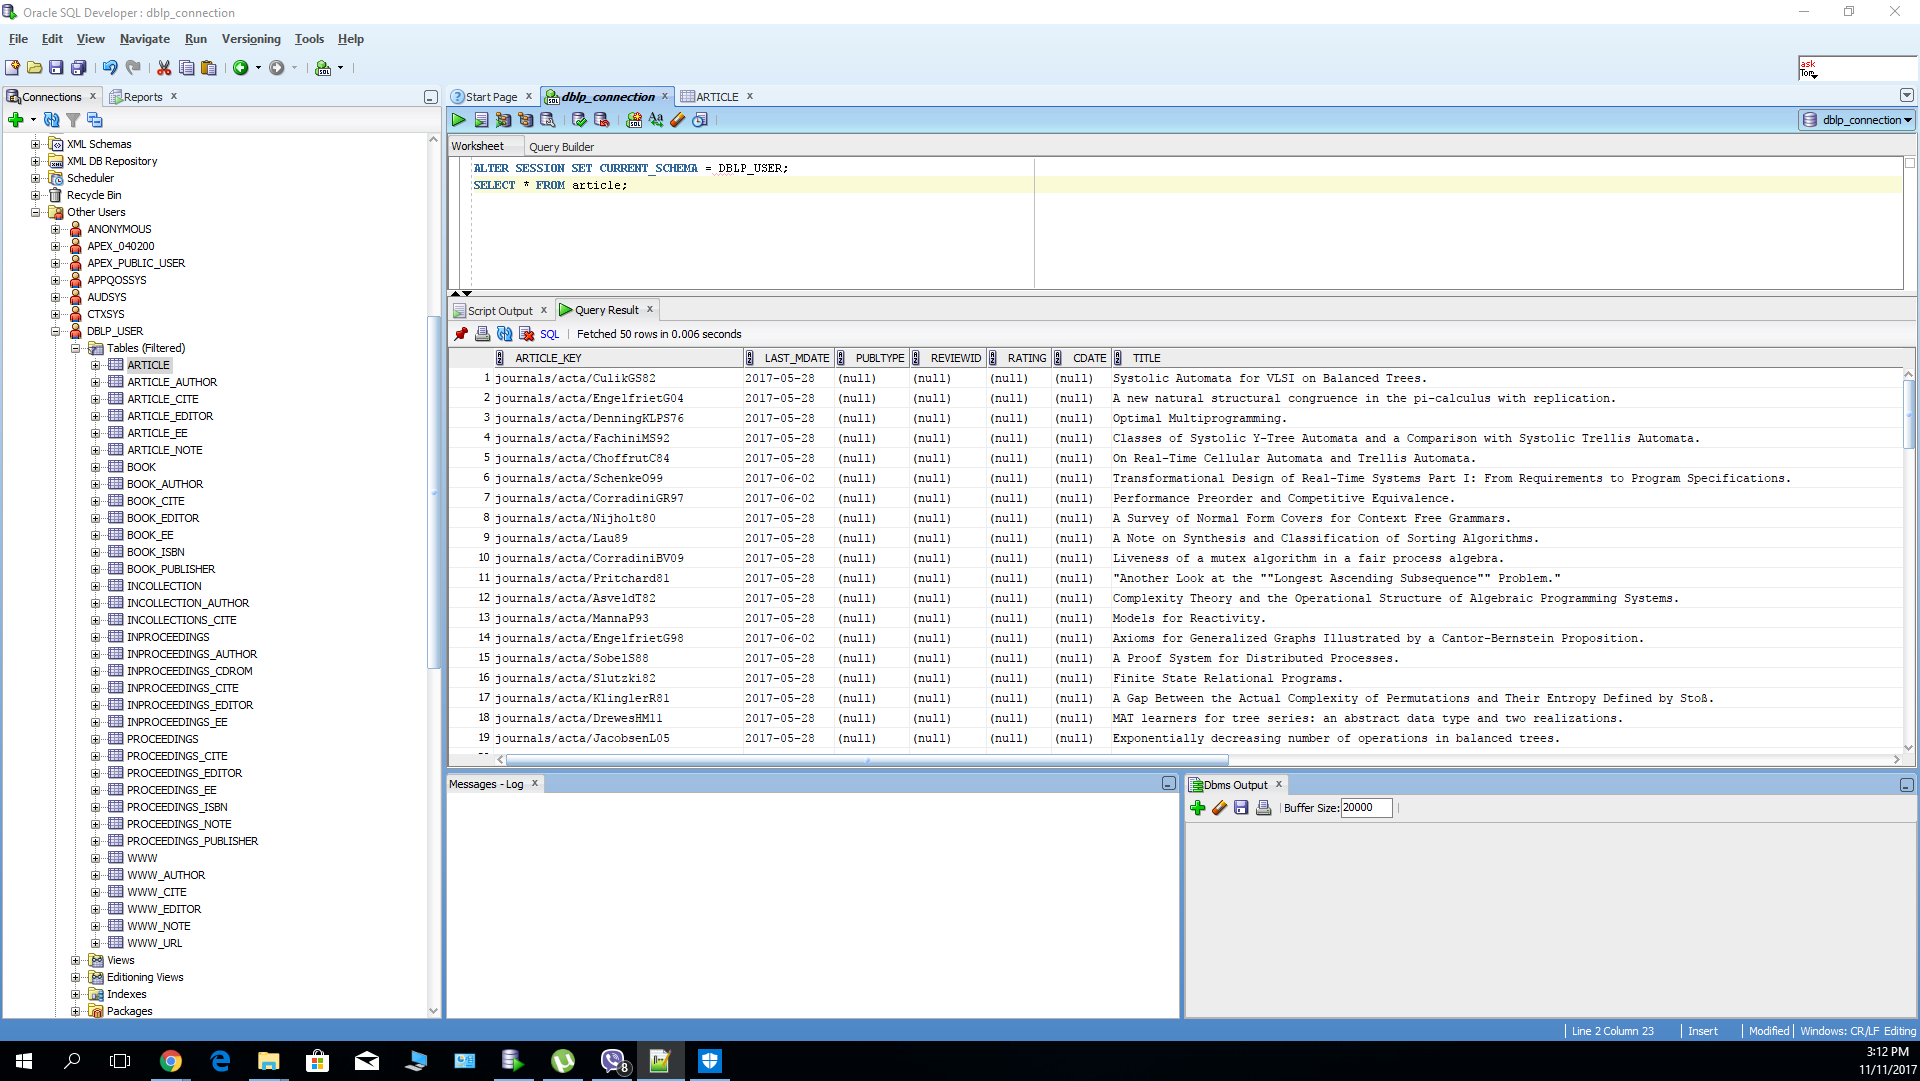 Oracle SQL Developer : dblp_connection
File Edit View Navigate Run Versioning Tools Help
ask
Tom
Connections Reports
Start Page dblp_connection ARTICLE
dblp_connection
XML Schemas
XML DB Repository
Scheduler
Recycle Bin
Other Users
ANONYMOUS
APEX_040200
APEX_PUBLIC_USER
APPQOSSYS
AUDSYS
CTXSYS
DBLP_USER
Tables (Filtered)
ARTICLE
ARTICLE_AUTHOR
ARTICLE_CITE
ARTICLE_EDITOR
ARTICLE_EE
ARTICLE_NOTE
BOOK
BOOK_AUTHOR
BOOK_CITE
BOOK_EDITOR
BOOK_EE
BOOK_ISBN
BOOK_PUBLISHER
INCOLLECTION
INCOLLECTION_AUTHOR
INCOLLECTIONS_CITE
INPROCEEDINGS
INPROCEEDINGS_AUTHOR
INPROCEEDINGS_CDROM
INPROCEEDINGS_CITE
INPROCEEDINGS_EDITOR
INPROCEEDINGS_EE
PROCEEDINGS
PROCEEDINGS_CITE
PROCEEDINGS_EDITOR
PROCEEDINGS_EE
PROCEEDINGS_ISBN
PROCEEDINGS_NOTE
PROCEEDINGS_PUBLISHER
WWW
WWW_AUTHOR
WWW_CITE
WWW_EDITOR
WWW_NOTE
WWW_URL
Views
Editioning Views
Indexes
Packages
Worksheet Query Builder
ALTER SESSION SET CURRENT_SCHEMA = DBLP_USER;
SELECT * FROM article;
Script Output Query Result
SQL Fetched 50 rows in 0.006 seconds
ARTICLE_KEY LAST_MDATE PUBLTYPE REVIEWID RATING CDATE TITLE
1 journals/acta/CulikGS82 2017-05-28 (null) (null) (null) (null) Systolic Automata for VLSI on Balanced Trees.
2 journals/acta/EngelfrietG04 2017-05-28 (null) (null) (null) (null) A new natural structural congruence in the pi-calculus with replication.
3 journals/acta/DenningKLPS76 2017-05-28 (null) (null) (null) (null) Optimal Multiprogramming.
4 journals/acta/FachiniMS92 2017-05-28 (null) (null) (null) (null) Classes of Systolic Y-Tree Automata and a Comparison with Systolic Trellis Automata.
5 journals/acta/ChoffrutC84 2017-05-28 (null) (null) (null) (null) On Real-Time Cellular Automata and Trellis Automata.
6 journals/acta/SchenkeO99 2017-06-02 (null) (null) (null) (null) Transformational Design of Real-Time Systems Part I: From Requirements to Program Specifications.
7 journals/acta/CorradiniGR97 2017-06-02 (null) (null) (null) (null) Performance Preorder and Competitive Equivalence.
8 journals/acta/Nijholt80 2017-05-28 (null) (null) (null) (null) A Survey of Normal Form Covers for Context Free Grammars.
9 journals/acta/Lau89 2017-05-28 (null) (null) (null) (null) A Note on Synthesis and Classification of Sorting Algorithms.
10 journals/acta/CorradiniBV09 2017-05-28 (null) (null) (null) (null) Liveness of a mutex algorithm in a fair process algebra.
11 journals/acta/Pritchard81 2017-05-28 (null) (null) (null) (null) "Another Look at the ""Longest Ascending Subsequence"" Problem."
12 journals/acta/AsveldT82 2017-05-28 (null) (null) (null) (null) Complexity Theory and the Operational Structure of Algebraic Programming Systems.
13 journals/acta/MannaP93 2017-05-28 (null) (null) (null) (null) Models for Reactivity.
14 journals/acta/EngelfrietG98 2017-06-02 (null) (null) (null) (null) Axioms for Generalized Graphs Illustrated by a Cantor-Bernstein Proposition.
15 journals/acta/SobelS88 2017-05-28 (null) (null) (null) (null) A Proof System for Distributed Processes.
16 journals/acta/Slutzki82 2017-05-28 (null) (null) (null) (null) Finite State Relational Programs.
17 journals/acta/KlinglerR81 2017-05-28 (null) (null) (null) (null) A Gap Between the Actual Complexity of Permutations and Their Entropy Defined by Stoß.
18 journals/acta/DrewesHM11 2017-05-28 (null) (null) (null) (null) MAT learners for tree series: an abstract data type and two realizations.
19 journals/acta/JacobsenL05 2017-05-28 (null) (null) (null) (null) Exponentially decreasing number of operations in balanced trees.
Messages - Log
Dbms Output
Buffer Size: 20000
Line 2 Column 23 Insert Modified Windows: CR/LF Editing
8
3:12 PM
11/11/2017